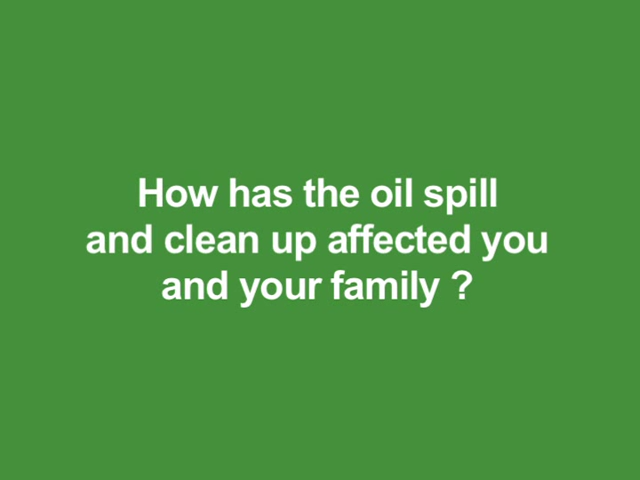 How has the oil spill
and clean up affected you
and your family ?